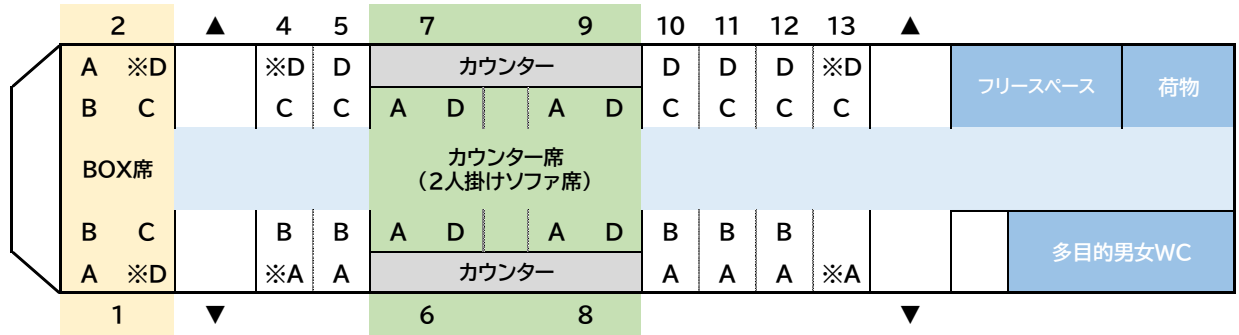 2 ▲ 4 5 7 9 10 11 12 13 ▲
A ※D ※D D カウンター D D D ※D フリースペース 荷物
B C C C A D A D C C C C
BOX席 カウンター席
（2人掛けソファ席）
B C B B A D A D B B B
A ※D ※A A カウンター A A A ※A 多目的男女WC
1 ▼ 6 8 ▼